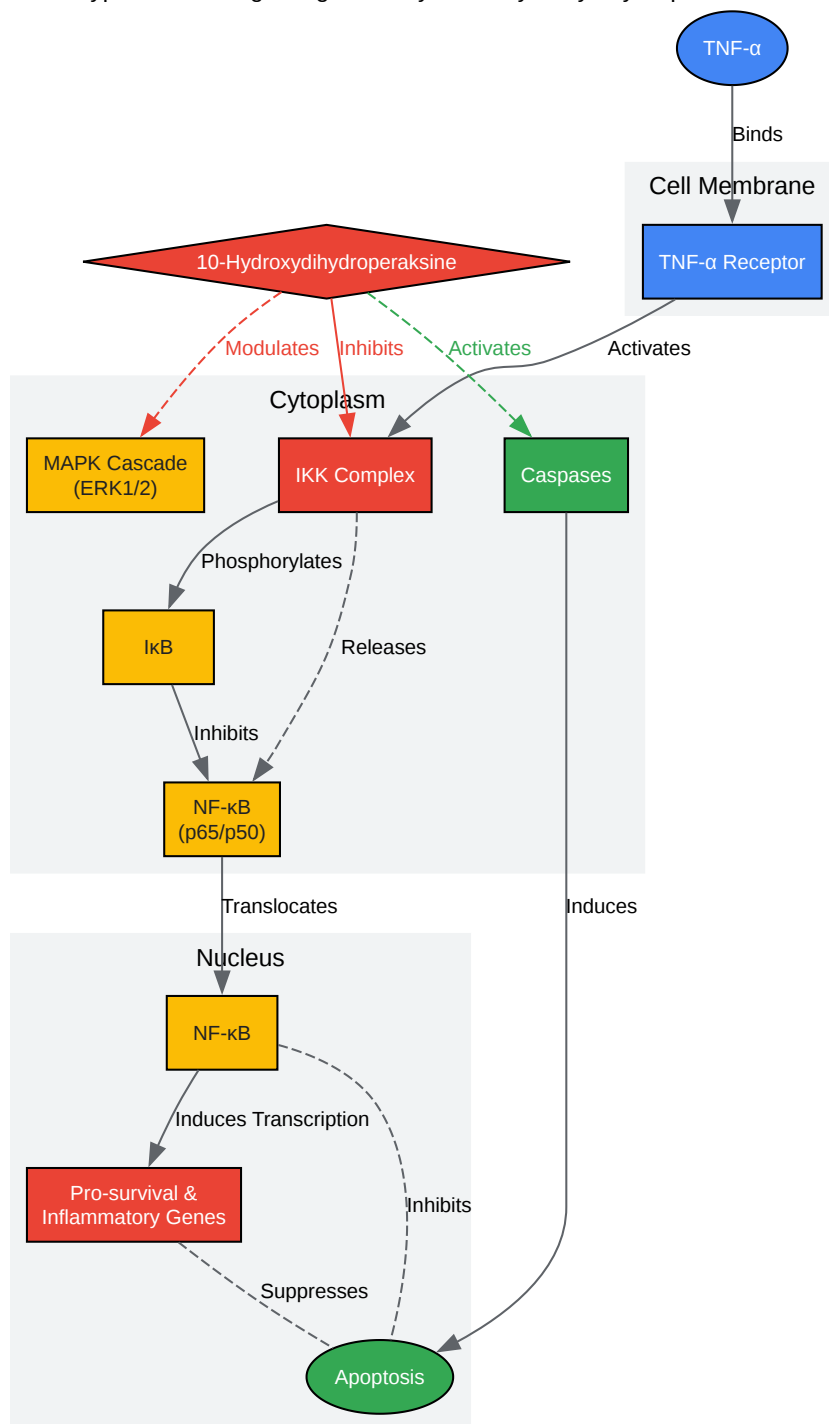 TNF-α
Binds
Cell Membrane
TNF-α Receptor
10-Hydroxydihydroperaksine
Modulates
Inhibits
Activates
Activates
Cytoplasm
MAPK Cascade
(ERK1/2)
IKK Complex
Caspases
Phosphorylates
IκB
Releases
Inhibits
NF-κB
(p65/p50)
Translocates
Induces
Nucleus
NF-κB
Induces Transcription
Pro-survival &
Inflammatory Genes
Inhibits
Suppresses
Apoptosis